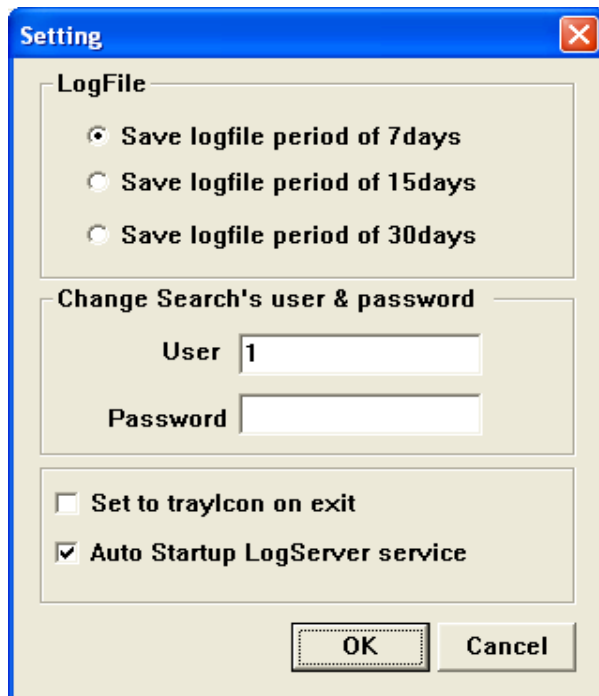 Setting
LogFile
Save logfile period of 7days
Save logfile period of 15days
Save logfile period of 30days
Change Search's user & password
User 1
Password
Set to trayIcon on exit
Auto Startup LogServer service
OK Cancel